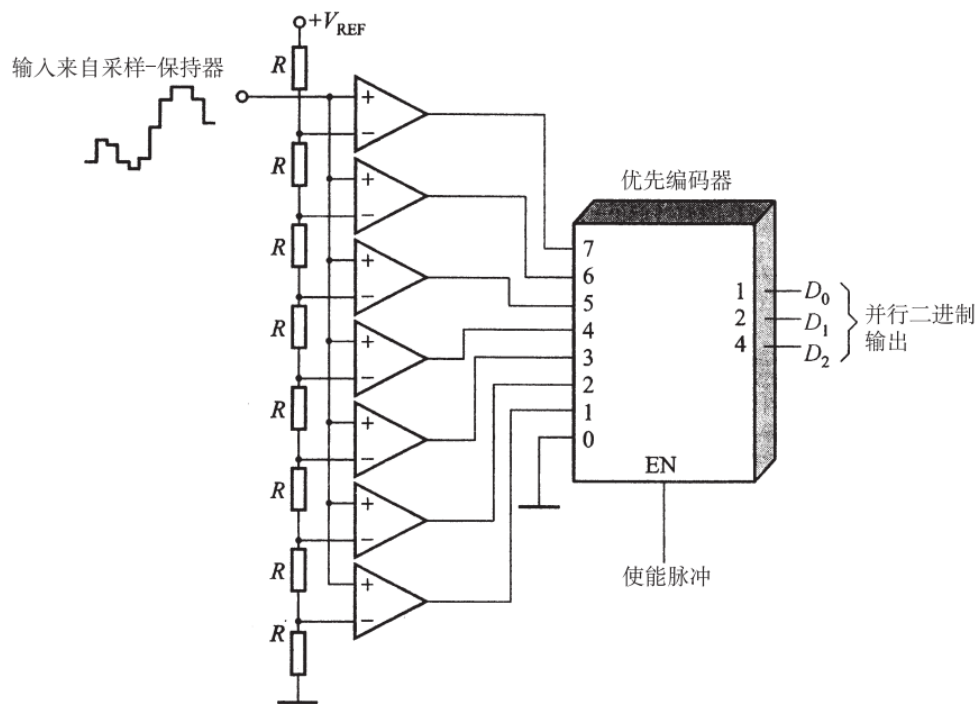 +V_REF
输入来自采样-保持器
R
+
−
R
+
−
R
+
−
R
+
−
R
+
−
R
+
−
R
+
−
R
优先编码器
7
6
5
4
3
2
1
0
1
2
4
D_0
D_1
D_2
并行二进制
输出
EN
使能脉冲